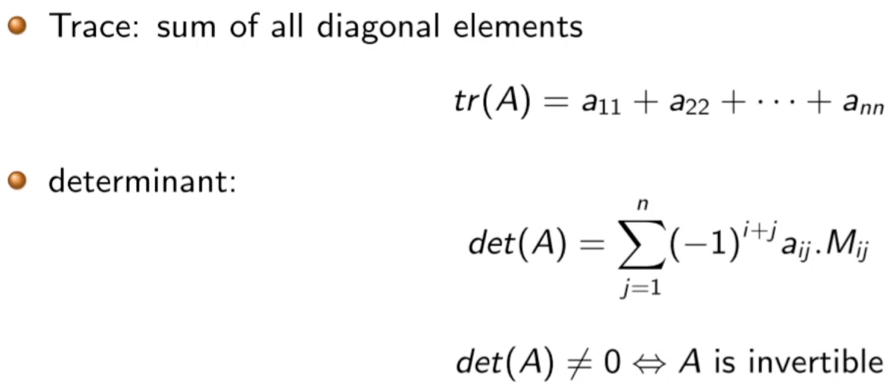 Trace: sum of all diagonal elements
tr(A) = a₁₁ + a₂₂ + ··· + aₙₙ
determinant:
det(A) = ∑ⁿⱼ₌₁ (−1)ⁱ⁺ʲ aᵢⱼ.Mᵢⱼ
det(A) ≠ 0 ⇔ A is invertible